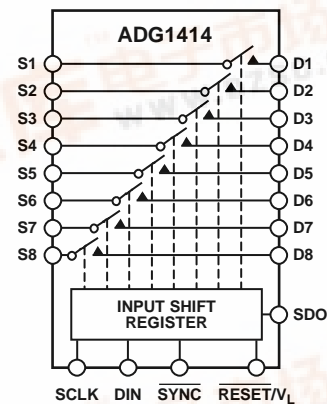 ADG1414
S1 D1
S2 D2
S3 D3
S4 D4
S5 D5
S6 D6
S7 D7
S8 D8
INPUT SHIFT
REGISTER
SDO
SCLK DIN SYNC RESET/VL